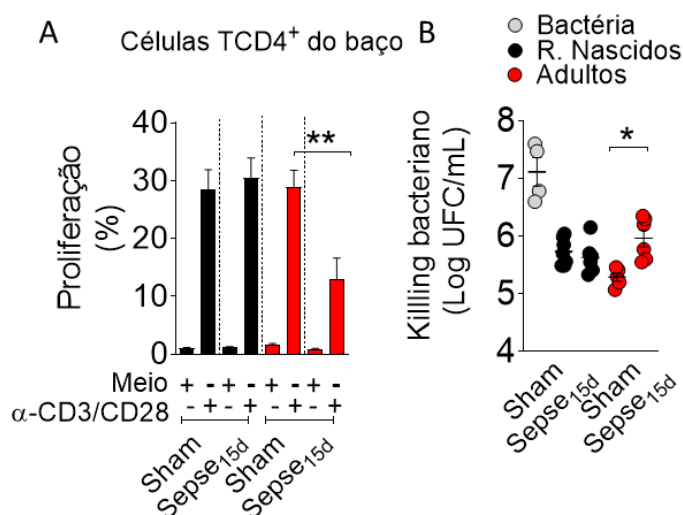 A
Células TCD4+ do baço
40
30
20
10
0
Proliferação
(%)
Meio + - + - + - + -
α-CD3/CD28 - + - + - + - +
Sham
Sepse15d
Sham
Sepse15d
**
B
Bactéria
R. Nascidos
Adultos
8
7
6
5
4
Killling bacteriano
(Log UFC/mL)
*
Sham
Sepse15d
Sham
Sepse15d